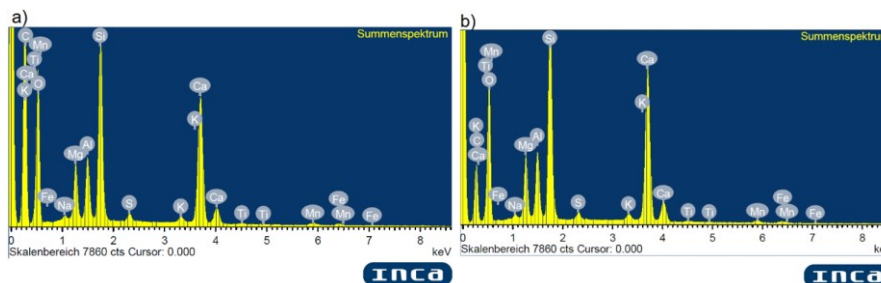 a)
Summenspektrum
C
Mn
Ti
Ca
O
K
Fe
Na
Mg
Al
Si
S
K
K
Ca
Ca
Ti
Ti
Mn
Fe
Mn
Fe
0 1 2 3 4 5 6 7 8
Skalenbereich 7860 cts Cursor: 0.000 keV
INCA
b)
Summenspektrum
Mn
Ti
O
K
C
Ca
Fe
Na
Mg
Al
Si
S
K
K
Ca
Ca
Ti
Ti
Mn
Fe
Mn
Fe
0 1 2 3 4 5 6 7 8
Skalenbereich 7860 cts Cursor: 0.000 ke
INCA